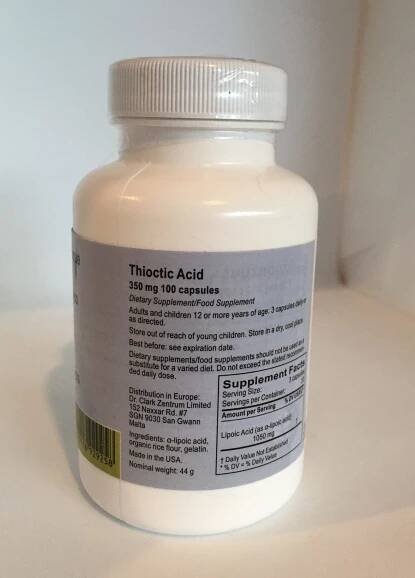 Thioctic Acid
350 mg 100 capsules
Dietary Supplement/Food Supplement
Adults and children 12 or more years of age: 3 capsules daily or
as directed.
Store out of reach of young children. Store in a dry, cool place.
Best before: see expiration date.
Dietary supplements/food supplements should not be used as a
substitute for a varied diet. Do not exceed the stated recommen-
ded daily dose.
Distribution in Europe:
Dr. Clark Zentrum Limited
152 Naxxar Rd. #7
SGN 9030 San Gwann
Malta
Ingredients: α-lipoic acid,
organic rice flour, gelatin.
Made in the USA.
Nominal weight: 44 g
Supplement Facts
Serving Size: 3 caps
Servings per Container:
Amount per Serving % DV
Lipoic Acid (as α-lipoic acid)
1050 mg
† Daily Value Not Established
* % DV = % Daily Value